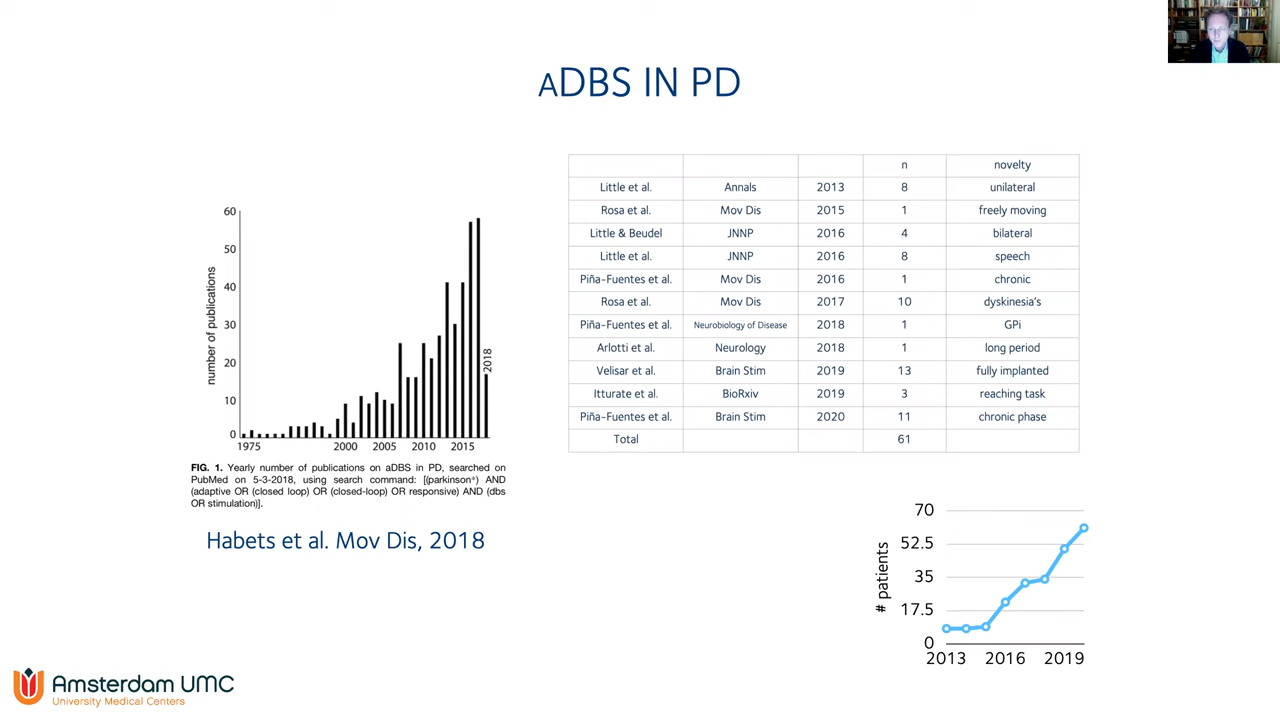 aDBS IN PD
60
50
40
30
20
10
0
number of publications
2018
1975
2000
2005
2010
2015
FIG. 1. Yearly number of publications on aDBS in PD, searched on
PubMed on 5-3-2018, using search command: [(parkinson*) AND
(adaptive OR (closed loop) OR (closed-loop) OR responsive) AND (dbs
OR stimulation)].
Habets et al. Mov Dis, 2018
n novelty
Little et al. Annals 2013 8 unilateral
Rosa et al. Mov Dis 2015 1 freely moving
Little & Beudel JNNP 2016 4 bilateral
Little et al. JNNP 2016 8 speech
Piña-Fuentes et al. Mov Dis 2016 1 chronic
Rosa et al. Mov Dis 2017 10 dyskinesia's
Piña-Fuentes et al. Neurobiology of Disease 2018 1 GPi
Arlotti et al. Neurology 2018 1 long period
Velisar et al. Brain Stim 2019 13 fully implanted
Itturate et al. BioRxiv 2019 3 reaching task
Piña-Fuentes et al. Brain Stim 2020 11 chronic phase
Total 61
# patients
70
52.5
35
17.5
0
2013 2016 2019
Amsterdam UMC
University Medical Centers